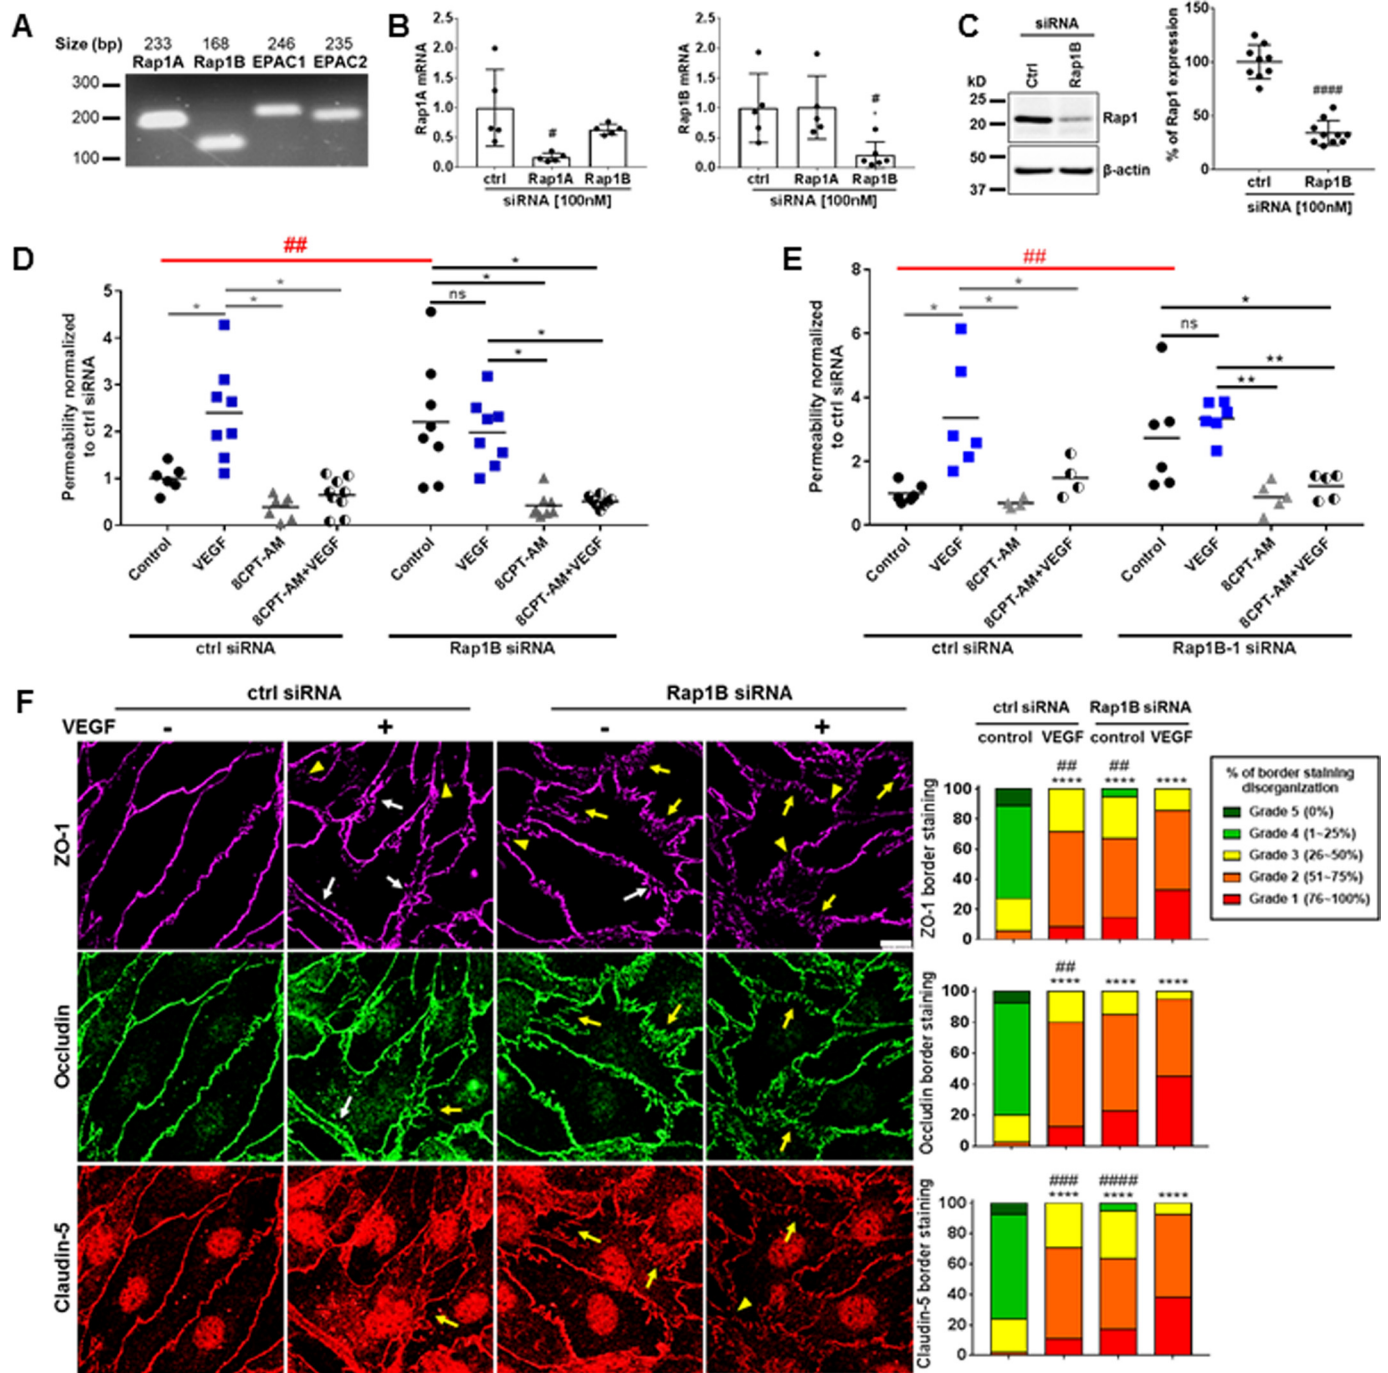 A
Size (bp) 233 168 246 235
Rap1A Rap1B EPAC1 EPAC2
300
200
100
B
Rap1A mRNA
2.5
2.0
1.5
1.0
0.5
0.0
#
ctrl Rap1A Rap1B
siRNA [100nM]
Rap1B mRNA
2.5
2.0
1.5
1.0
0.5
0.0
#
ctrl Rap1A Rap1B
siRNA [100nM]
C
siRNA
Ctrl Rap1B
kD
25
20
Rap1
50
37
β-actin
% of Rap1 expression
150
100
50
0
####
ctrl Rap1B
siRNA [100nM]
D
Permeability normalized
to ctrl siRNA
5
4
3
2
1
0
##
* * *
* * ns
* *
Control VEGF 8CPT-AM 8CPT-AM+VEGF
Control VEGF 8CPT-AM 8CPT-AM+VEGF
ctrl siRNA Rap1B siRNA
E
Permeability normalized
to ctrl siRNA
8
6
4
2
0
##
* * *
* ns
** **
Control VEGF 8CPT-AM 8CPT-AM+VEGF
Control VEGF 8CPT-AM 8CPT-AM+VEGF
ctrl siRNA Rap1B-1 siRNA
F
ctrl siRNA Rap1B siRNA
VEGF - + - +
ZO-1
Occludin
Claudin-5
ctrl siRNA Rap1B siRNA
control VEGF control VEGF
## ##
**** **** ****
ZO-1 border staining
100
80
60
40
20
0
##
**** **** ****
Occludin border staining
100
80
60
40
20
0
### ####
**** **** ****
Claudin-5 border staining
100
80
60
40
20
0
% of border staining
disorganization
Grade 5 (0%)
Grade 4 (1~25%)
Grade 3 (26~50%)
Grade 2 (51~75%)
Grade 1 (76~100%)